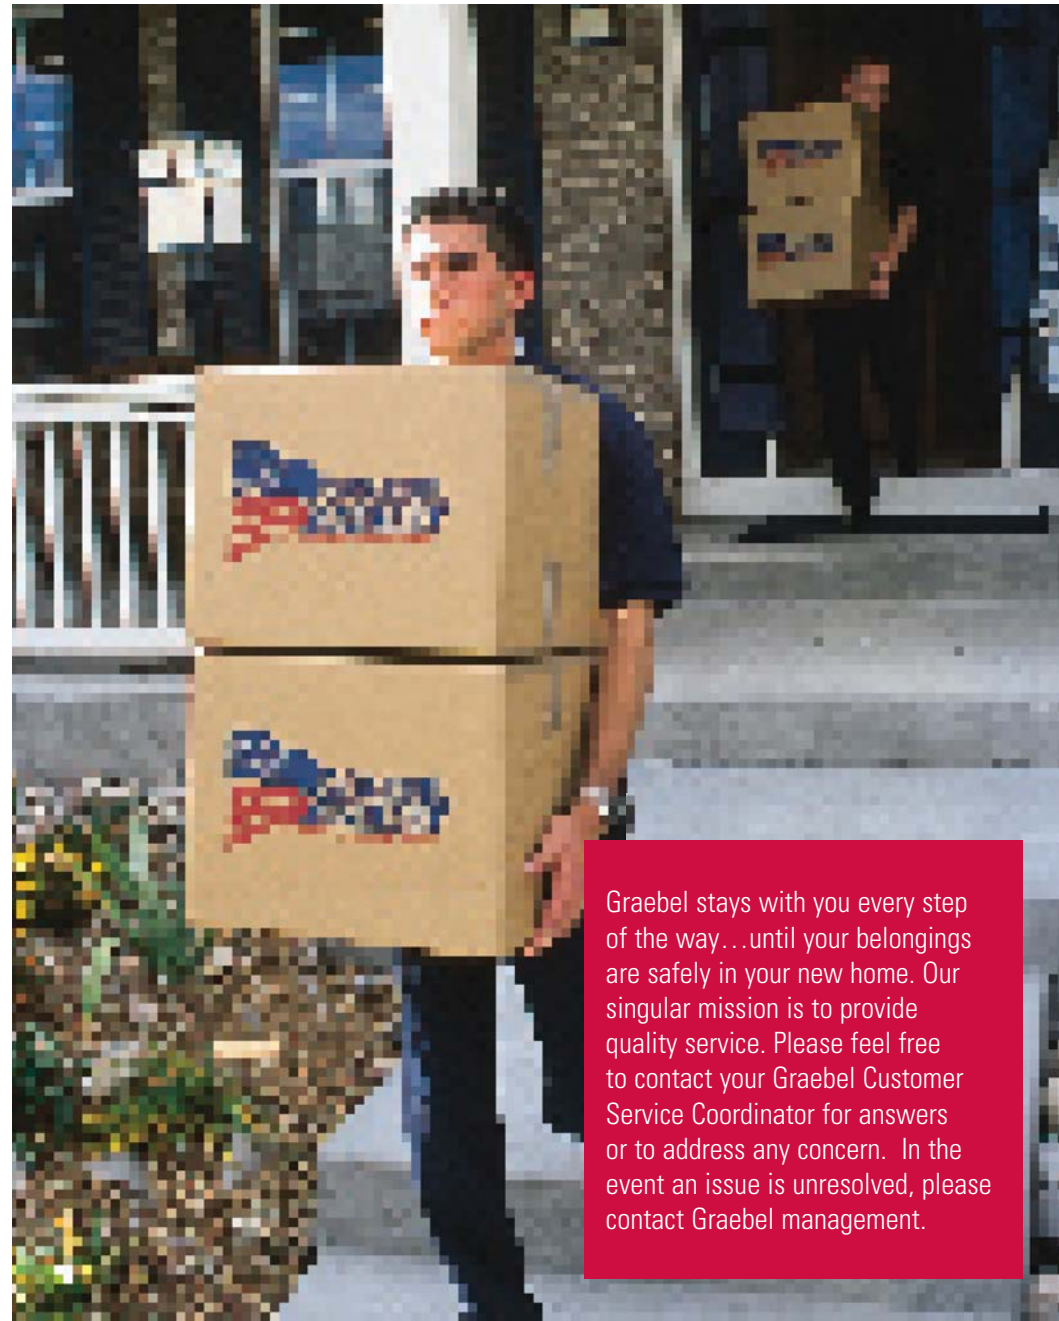 Graebel stays with you every step
of the way…until your belongings
are safely in your new home. Our
singular mission is to provide
quality service. Please feel free
to contact your Graebel Customer
Service Coordinator for answers
or to address any concern.  In the
event an issue is unresolved, please
contact Graebel management.